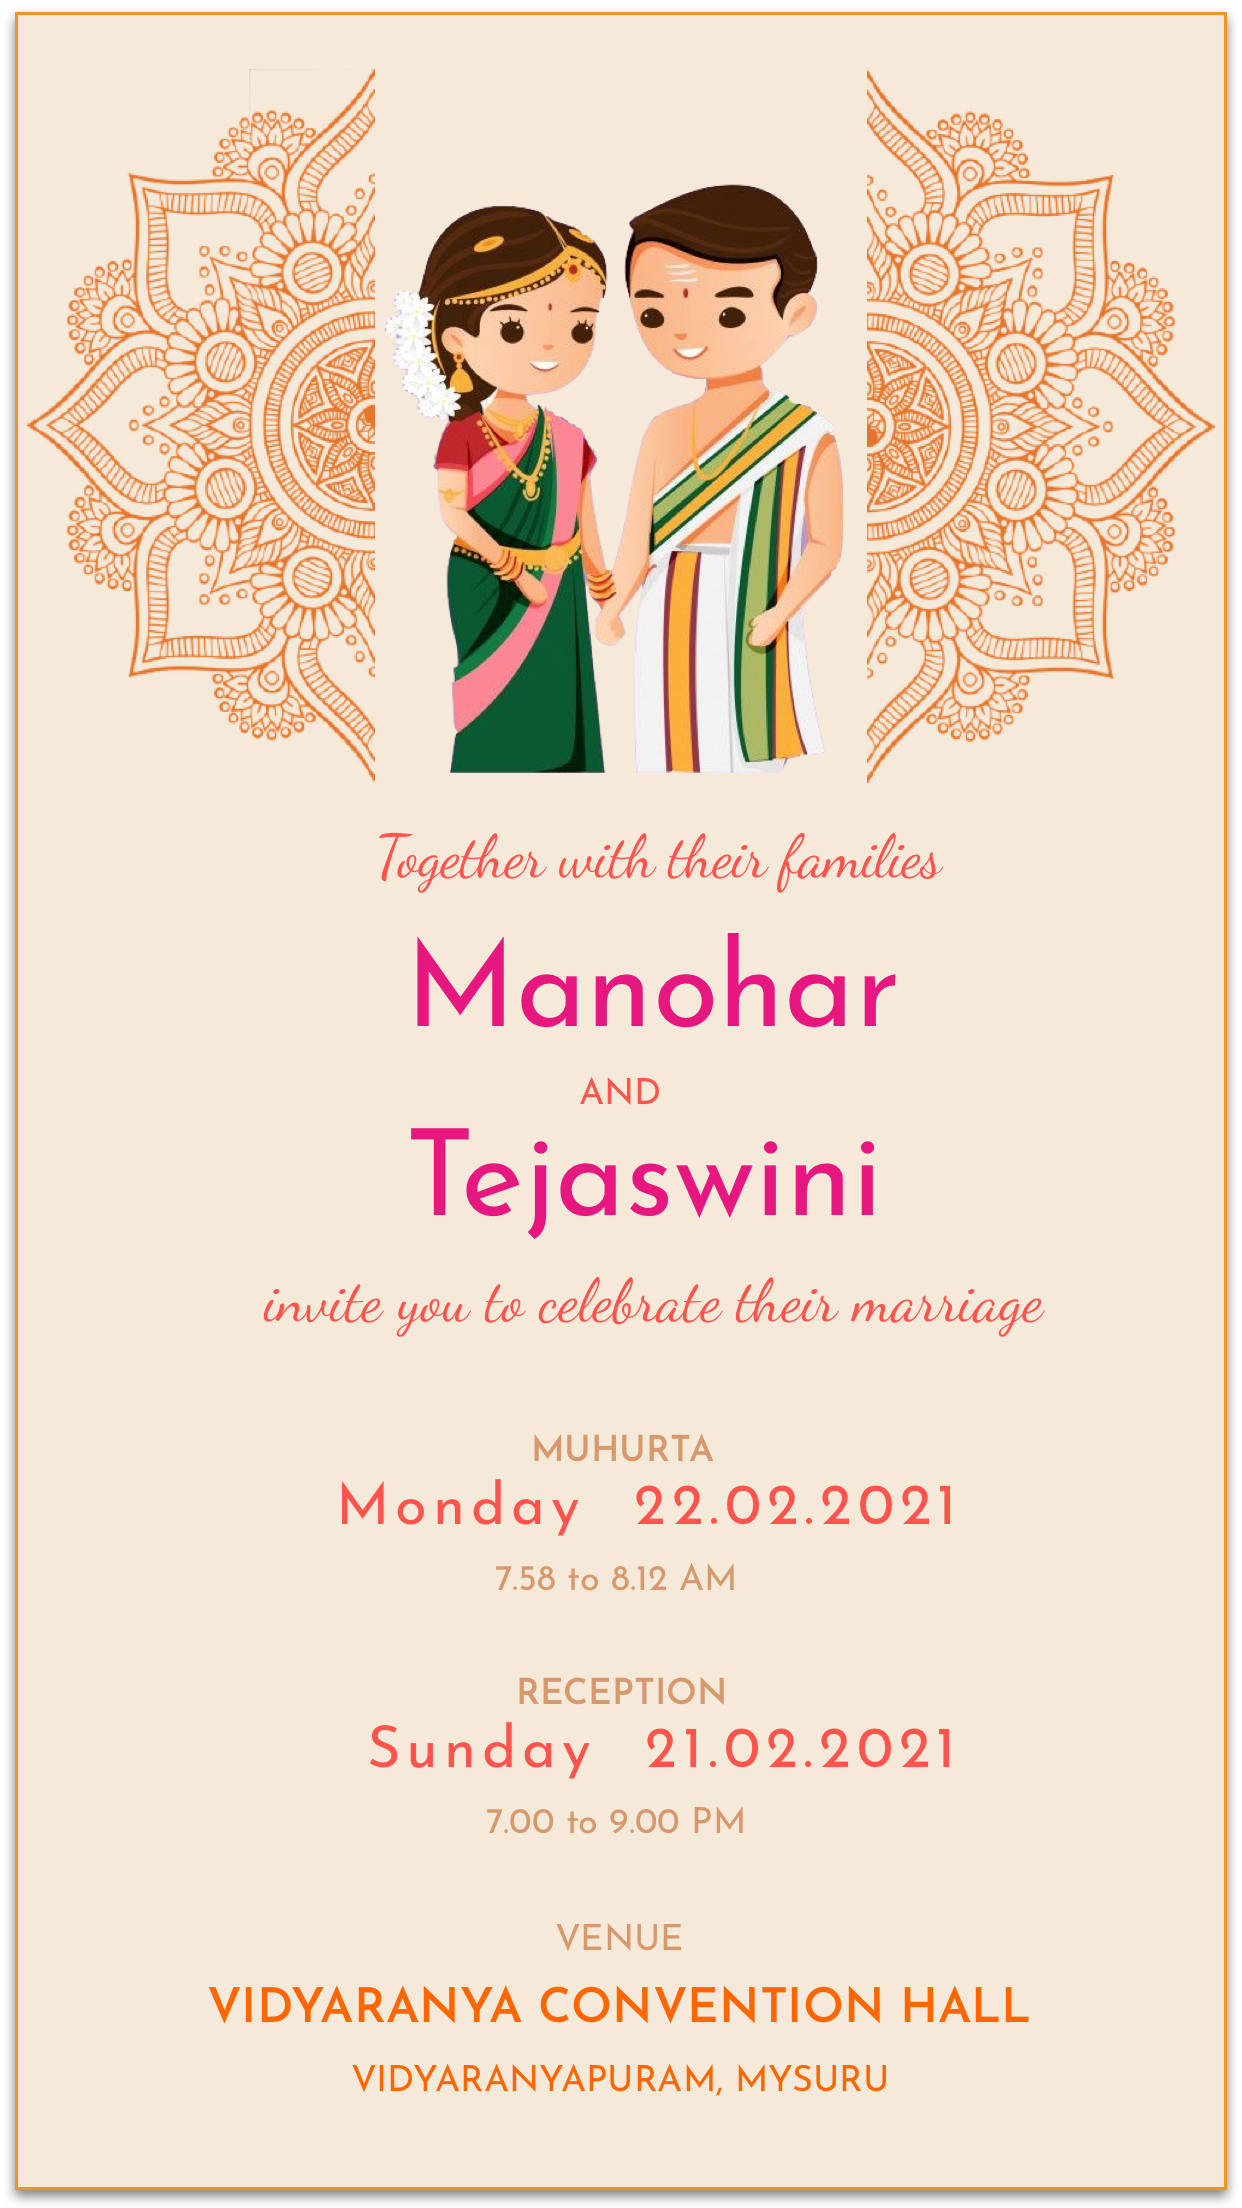 Together with their families
Manohar
AND
Tejaswini
invite you to celebrate their marriage
MUHURTA
Monday 22.02.2021
7.58 to 8.12 AM
RECEPTION
Sunday 21.02.2021
7.00 to 9.00 PM
VENUE
VIDYARANYA CONVENTION HALL
VIDYARANYAPURAM, MYSURU